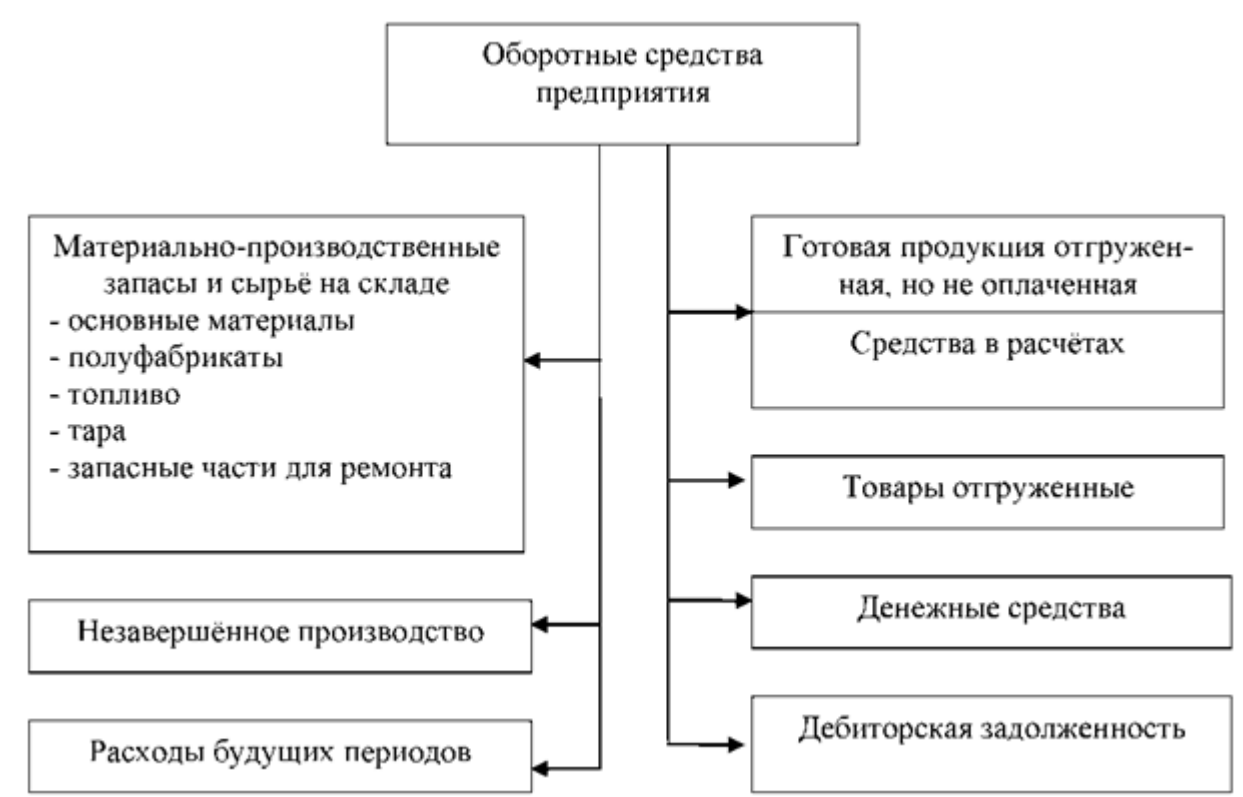 Оборотные средства
предприятия
Материально-производственные
запасы и сырьё на складе
- основные материалы
- полуфабрикаты
- топливо
- тара
- запасные части для ремонта
Незавершённое производство
Расходы будущих периодов
Готовая продукция отгружен-
ная, но не оплаченная
Средства в расчётах
Товары отгруженные
Денежные средства
Дебиторская задолженность